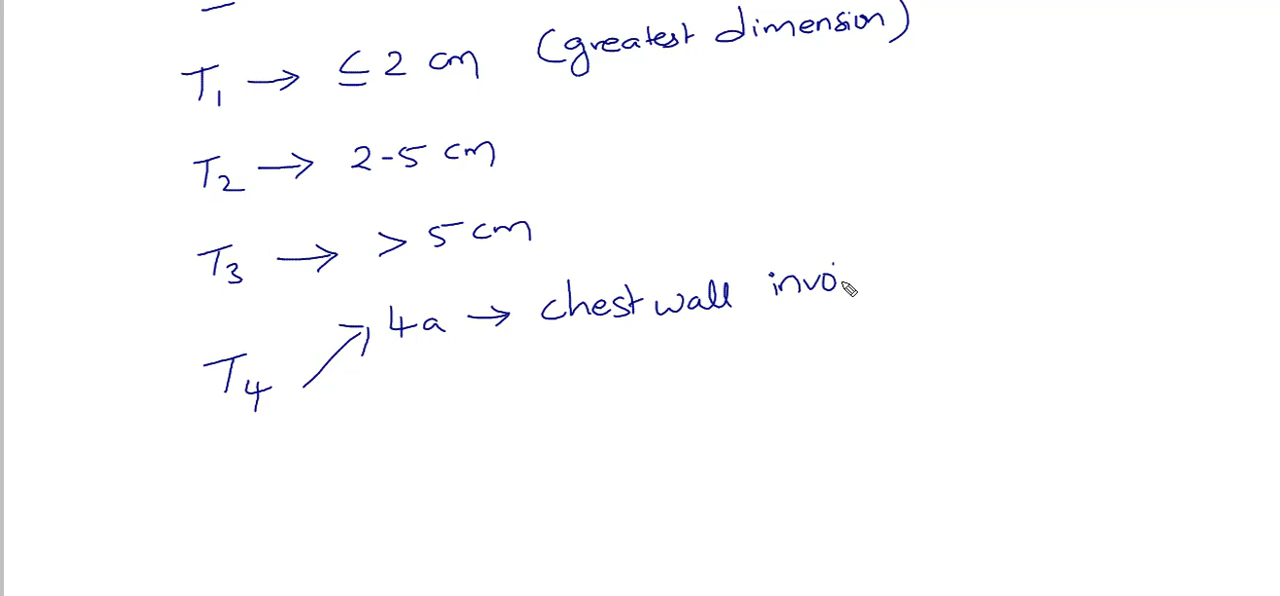 T1 → ≤ 2 cm (greatest dimension)
T2 → 2-5 cm
T3 → > 5 cm
4a → chest wall invo
T4